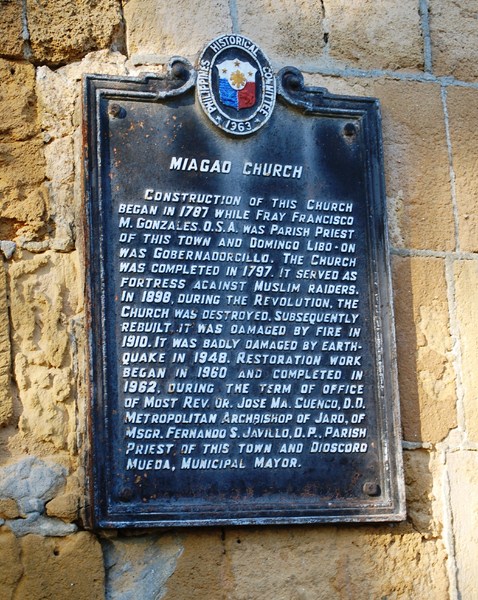 PHILIPPINES HISTORICAL COMMITTEE
1963
MIAGAO CHURCH
CONSTRUCTION OF THIS CHURCH
BEGAN IN 1787 WHILE FRAY FRANCISCO
M. GONZALES, O.S.A. WAS PARISH PRIEST
OF THIS TOWN AND DOMINGO LIBO-ON
WAS GOBERNADORCILLO. THE CHURCH
WAS COMPLETED IN 1797. IT SERVED AS
FORTRESS AGAINST MUSLIM RAIDERS.
IN 1898, DURING THE REVOLUTION, THE
CHURCH WAS DESTROYED. SUBSEQUENTLY
REBUILT IT WAS DAMAGED BY FIRE IN
1910. IT WAS BADLY DAMAGED BY EARTH-
QUAKE IN 1948. RESTORATION WORK
BEGAN IN 1960 AND COMPLETED IN
1962, DURING THE TERM OF OFFICE
OF MOST REV. DR. JOSE MA. CUENCO, D.D.
METROPOLITAN ARCHBISHOP OF JARO, OF
MSGR. FERNANDO S. JAVILLO, D.P., PARISH
PRIEST OF THIS TOWN AND DIOSCORD
MUEDA, MUNICIPAL MAYOR.